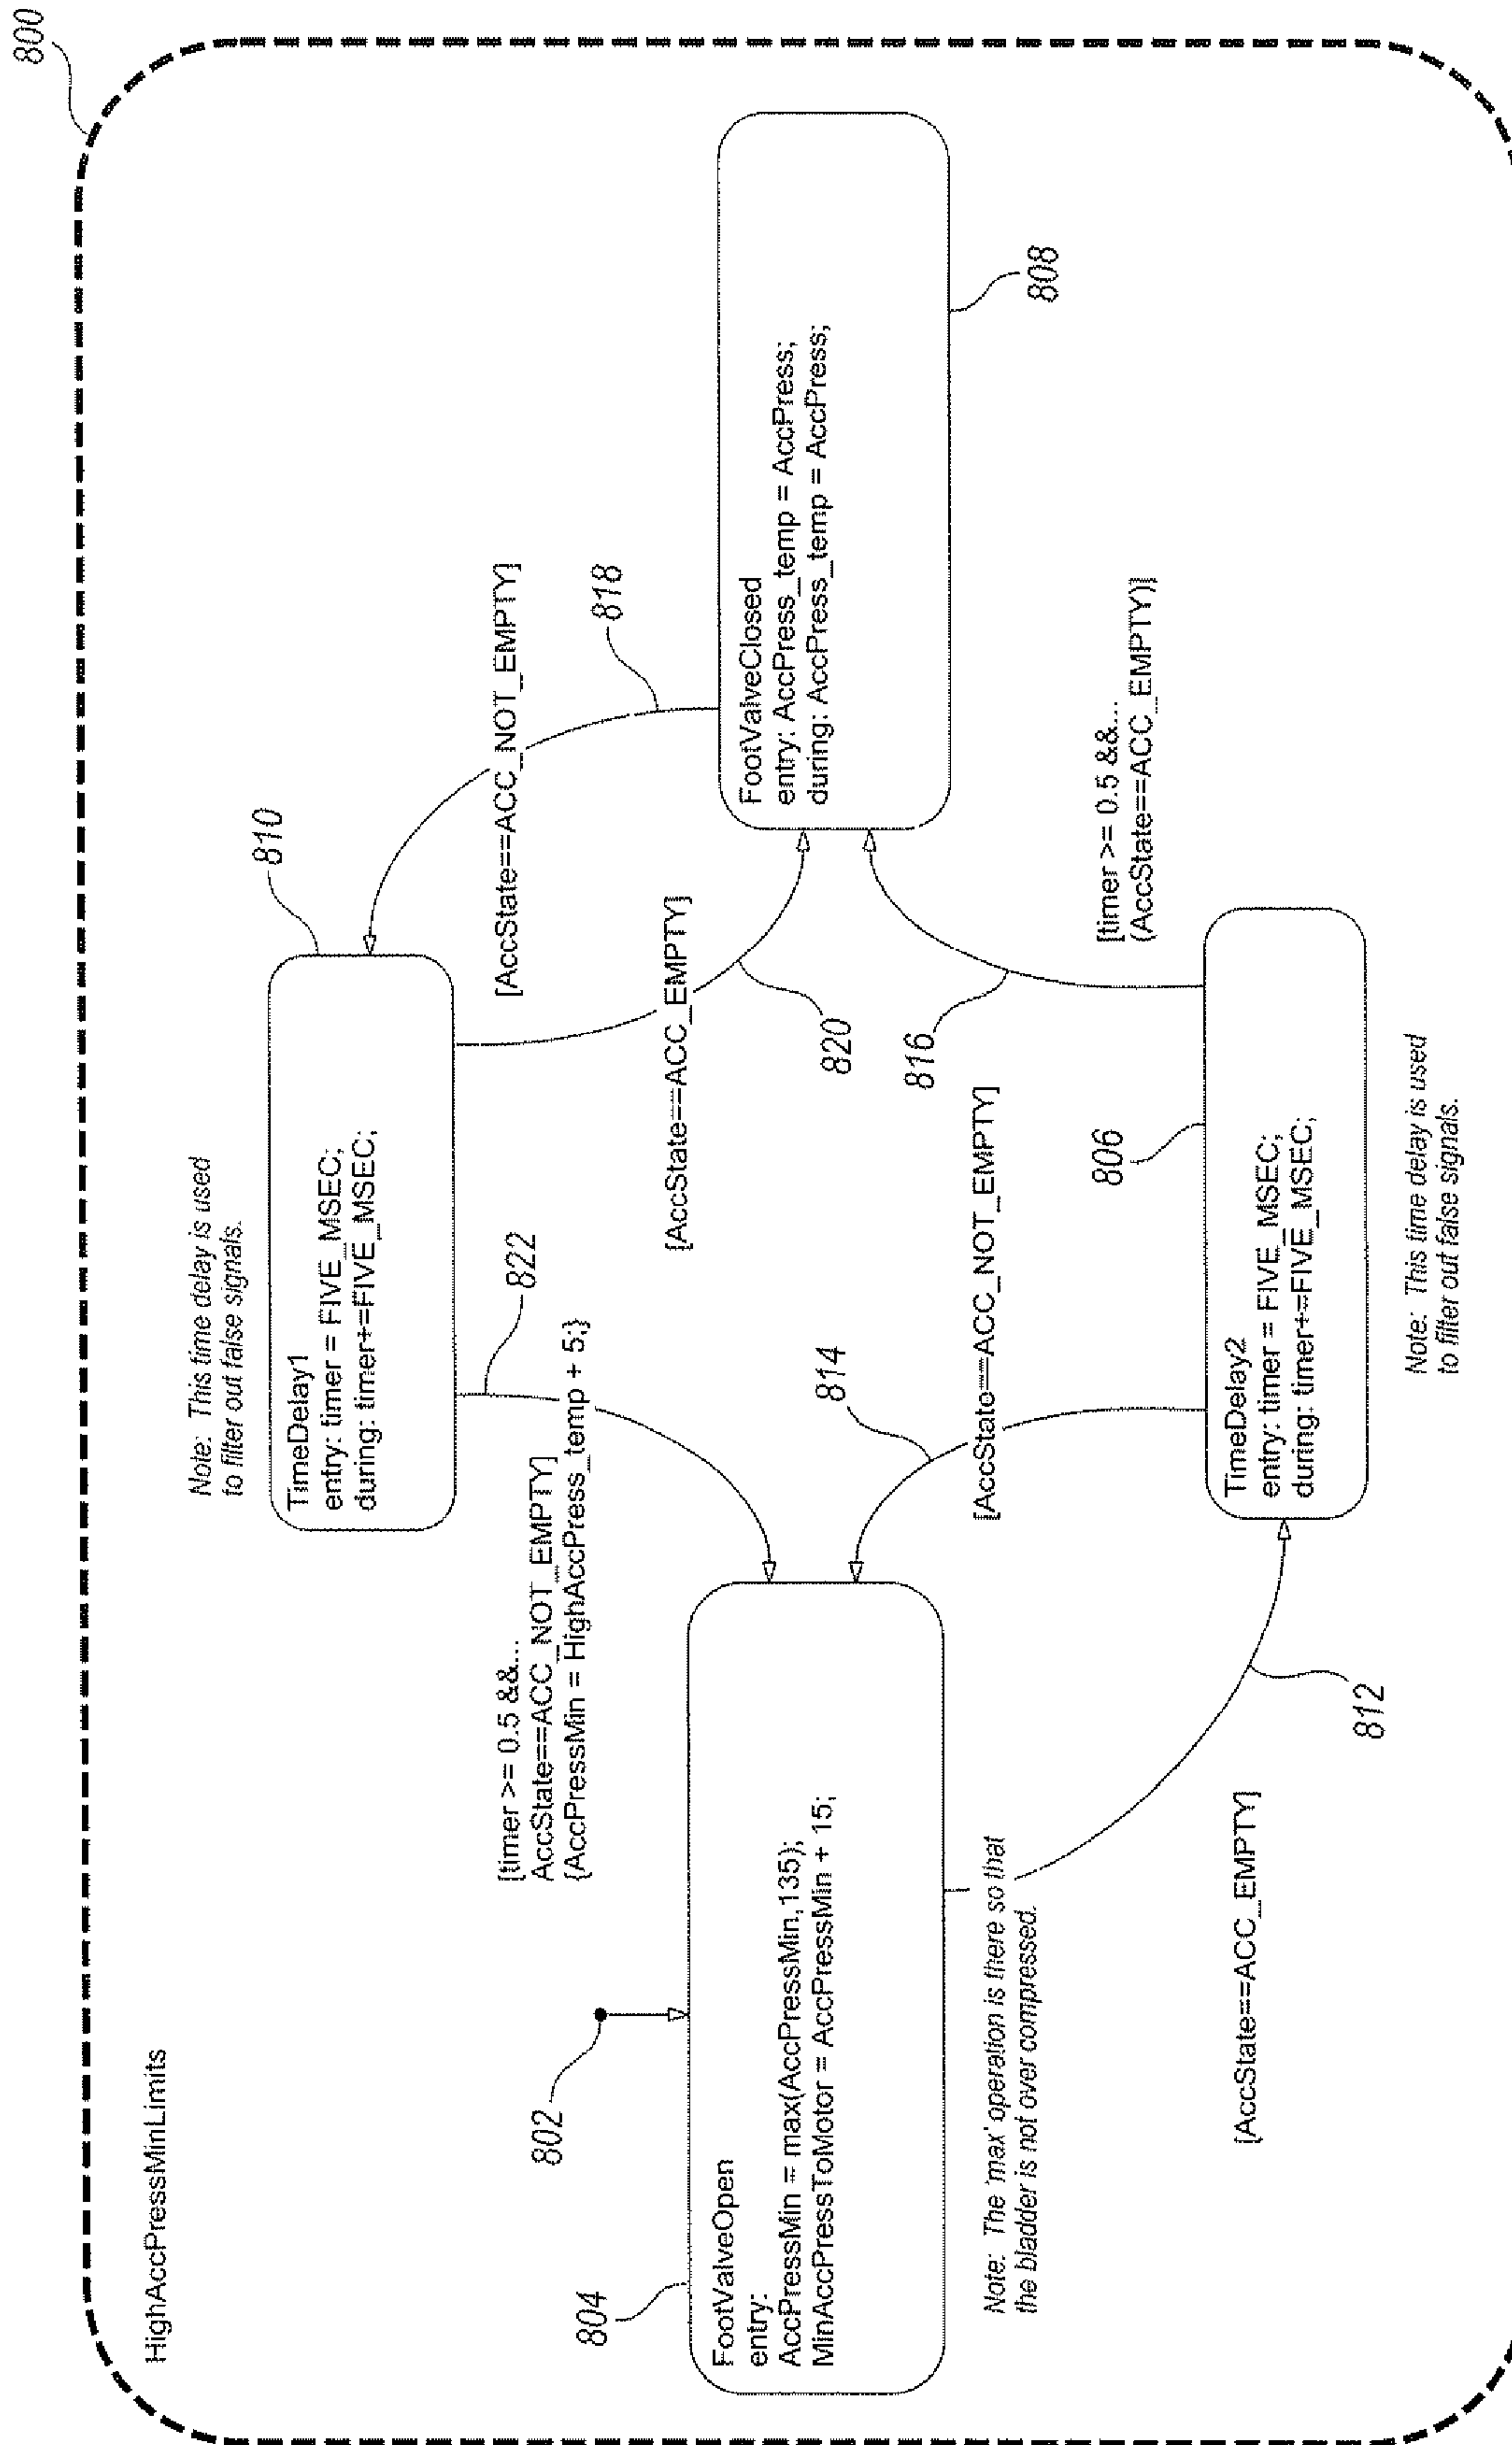 800
HighAccPressMinLimits
Note: This time delay is used
to filter out false signals.
810
TimeDelay1
entry: timer = FIVE_MSEC;
during: timer+=FIVE_MSEC;
822
[timer >= 0.5 &&...
AccState==ACC_NOT_EMPTY]
{AccPressMin = HighAccPress_temp + 5;}
[AccState==ACC_NOT_EMPTY]
818
802
804
FootValveOpen
entry:
AccPressMin = max(AccPressMin,135);
MinAccPressToMotor = AccPressMin + 15;
Note: The 'max' operation is there so that
the bladder is not over compressed.
[AccState==ACC_EMPTY]
820
FootValveClosed
entry: AccPress_temp = AccPress;
during: AccPress_temp = AccPress;
808
814
[AccState==ACC_NOT_EMPTY]
816
[timer >= 0.5 &&...
(AccState==ACC_EMPTY)]
806
TimeDelay2
entry: timer = FIVE_MSEC;
during: timer+=FIVE_MSEC;
Note: This time delay is used
to filter out false signals.
812
[AccState==ACC_EMPTY]